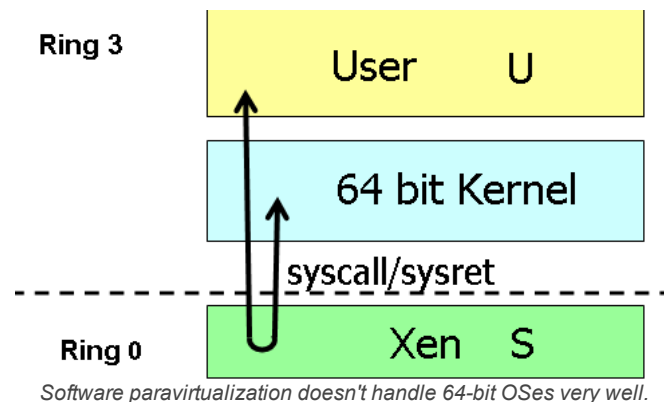 Ring 3
User U
64 bit Kernel
syscall/sysret
Ring 0
Xen S
Software paravirtualization doesn't handle 64-bit OSes very well.